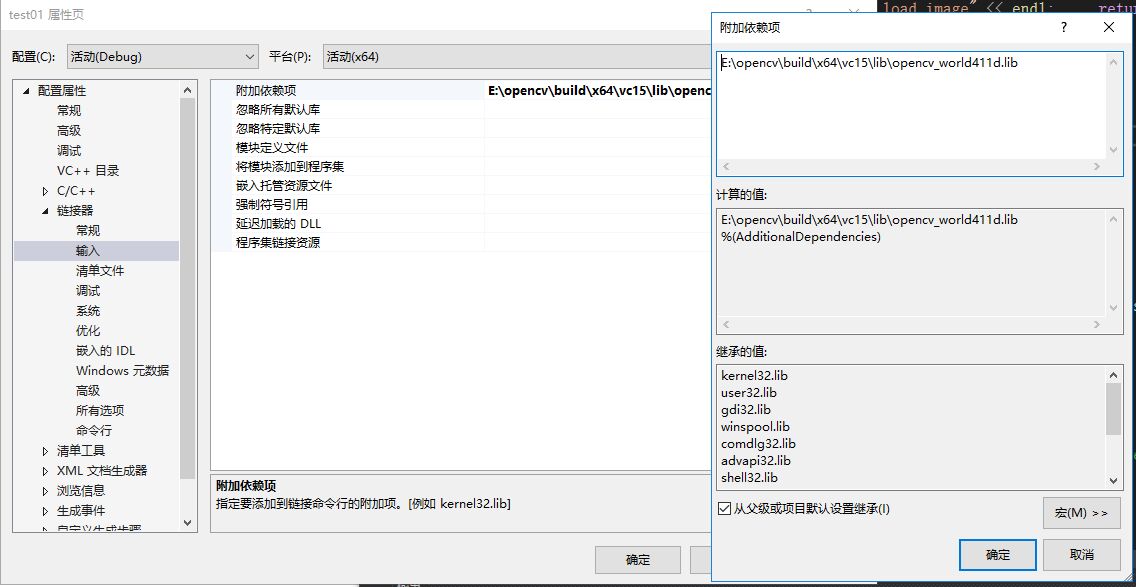 test01 属性页
load image" << endl; retu
配置(C):
活动(Debug)
平台(P):
活动(x64)
配置属性
常规
高级
调试
VC++ 目录
C/C++
链接器
常规
输入
清单文件
调试
系统
优化
嵌入的 IDL
Windows 元数据
高级
所有选项
命令行
清单工具
XML 文档生成器
浏览信息
生成事件
自定义生成步骤
附加依赖项 E:\opencv\build\x64\vc15\lib\openc
忽略所有默认库
忽略特定默认库
模块定义文件
将模块添加到程序集
嵌入托管资源文件
强制符号引用
延迟加载的 DLL
程序集链接资源
附加依赖项
指定要添加到链接命令行的附加项。[例如 kernel32.lib]
确定
附加依赖项
?
E:\opencv\build\x64\vc15\lib\opencv_world411d.lib
计算的值:
E:\opencv\build\x64\vc15\lib\opencv_world411d.lib
%(AdditionalDependencies)
继承的值:
kernel32.lib
user32.lib
gdi32.lib
winspool.lib
comdlg32.lib
advapi32.lib
shell32.lib
从父级或项目默认设置继承(I)
宏(M) >>
确定
取消